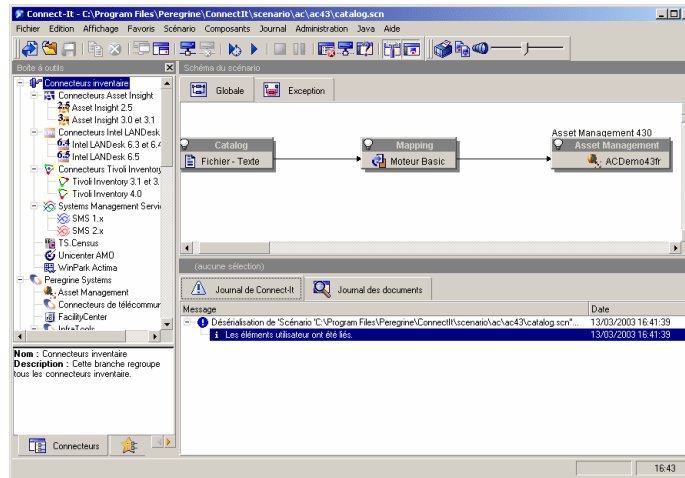 Connect-It - C:\Program Files\Peregrine\ConnectIt\scenario\ac\ac43\catalog.scn
Fichier Edition Affichage Favoris Scénario Composants Journal Administration Java Aide
Boîte à outils
Connecteurs inventaire
Connecteurs Asset Insight
Asset Insight 2.5
Asset Insight 3.0 et 3.1
Connecteurs Intel LANDesk
Intel LANDesk 6.3 et 6.4
Intel LANDesk 6.5
Connecteurs Tivoli Inventory
Tivoli Inventory 3.1 et 3.
Tivoli Inventory 4.0
Systems Management Servi
SMS 1.x
SMS 2.x
TS.Census
Unicenter AMO
WinPark Actima
Peregrine Systems
Asset Management
Connecteurs de télécommur
FacilityCenter
InfraTools
Nom : Connecteurs inventaire
Description : Cette branche regroupe
tous les connecteurs inventaire.
Connecteurs
Schéma du scénario
Globale Exception
Catalog
Fichier - Texte
Mapping
Moteur Basic
Asset Management 430
Asset Management
ACDemo43fr
(aucune sélection)
Journal de Connect-It Journal des documents
Message Date
Désérialisation de 'Scénario 'C:\Program Files\Peregrine\ConnectIt\scenario\ac\ac43\catalog.scn''... 13/03/2003 16:41:39
Les éléments utilisateur ont été liés. 13/03/2003 16:41:39
16:43